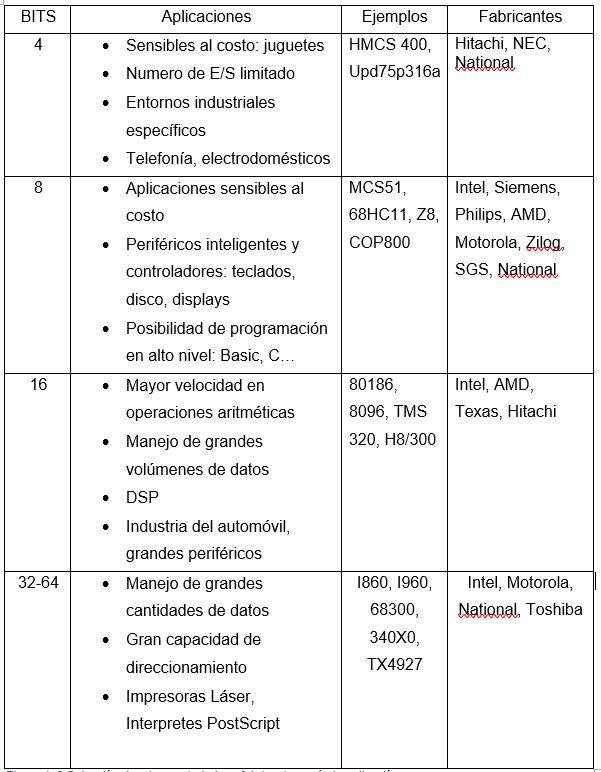 BITS Aplicaciones Ejemplos Fabricantes
4
• Sensibles al costo: juguetes
• Numero de E/S limitado
• Entornos industriales
específicos
• Telefonía, electrodomésticos
HMCS 400,
Upd75p316a
Hitachi, NEC,
National
8
• Aplicaciones sensibles al
costo
• Periféricos inteligentes y
controladores: teclados,
disco, displays
• Posibilidad de programación
en alto nivel: Basic, C…
MCS51,
68HC11, Z8,
COP800
Intel, Siemens,
Philips, AMD,
Motorola, Zilog,
SGS, National
16
• Mayor velocidad en
operaciones aritméticas
• Manejo de grandes
volúmenes de datos
• DSP
• Industria del automóvil,
grandes periféricos
80186,
8096, TMS
320, H8/300
Intel, AMD,
Texas, Hitachi
32-64
• Manejo de grandes
cantidades de datos
• Gran capacidad de
direccionamiento
• Impresoras Láser,
Interpretes PostScript
I860, I960,
68300,
340X0,
TX4927
Intel, Motorola,
National, Toshiba